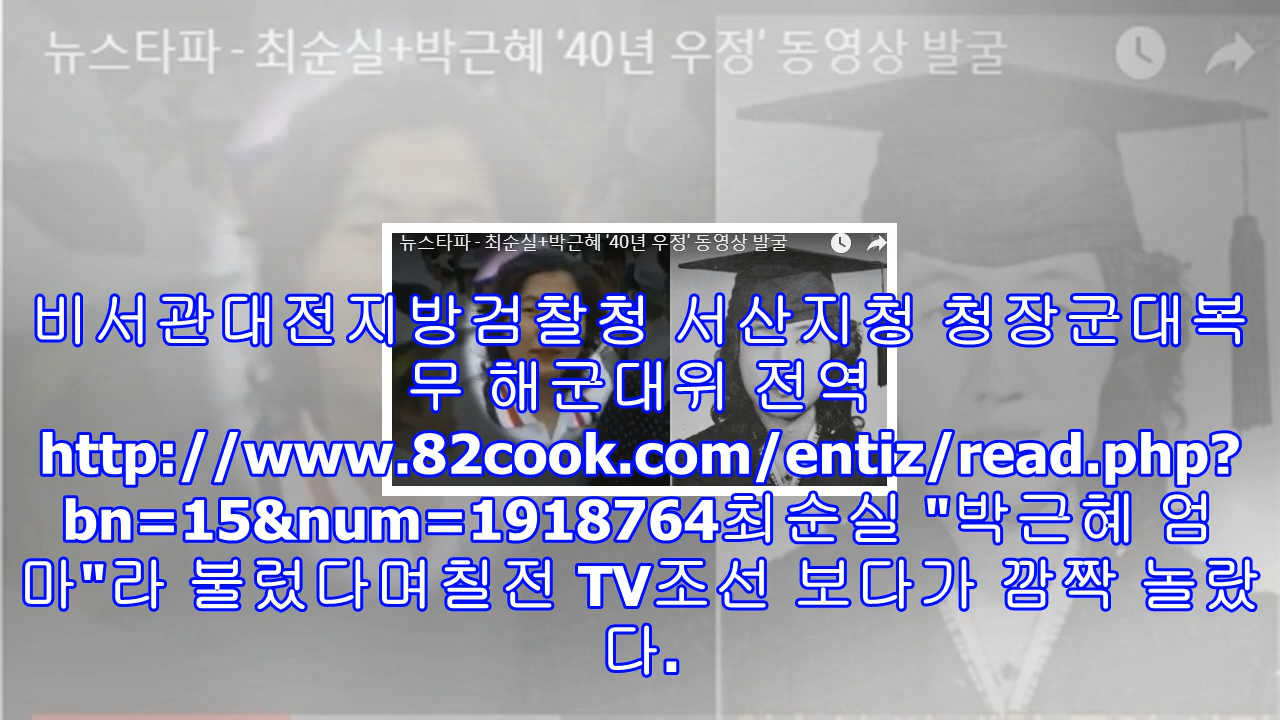 뉴스타파 - 최순실+박근혜 '40년 우정' 동영상 발굴
뉴스타파 - 최순실+박근혜 '40년 우정' 동영상 발굴
비서관대전지방검찰청 서산지청 청장군대복
무 해군대위 전역
http://www.82cook.com/entiz/read.php?
bn=15&num=1918764최순실 "박근혜 엄
마"라 불렀다며칠전 TV조선 보다가 깜짝 놀랐
다.